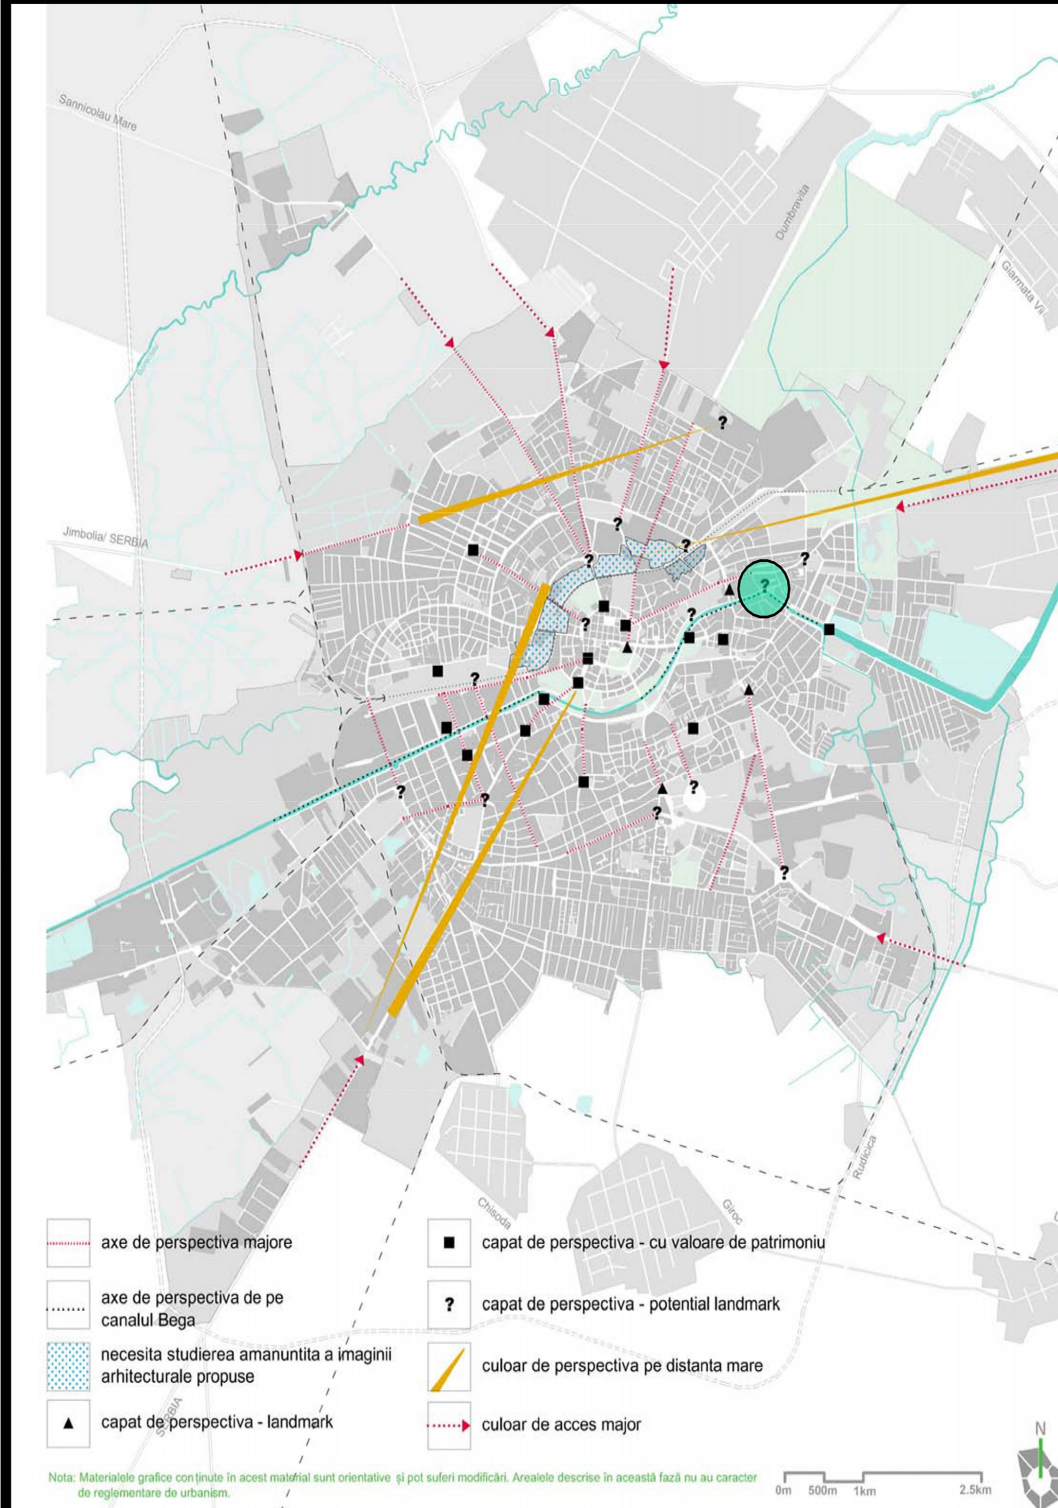 Sannicolau Mare
Behela
Dumbravita
Giarmata Vii
Jimbolia/ SERBIA
Rudicica
Chisoda
Giroc
SERBIA
axe de perspectiva majore
capat de perspectiva - cu valoare de patrimoniu
axe de perspectiva de pe
canalul Bega
? capat de perspectiva - potential landmark
necesita studierea amanuntita a imaginii
arhitecturale propuse
culoar de perspectiva pe distanta mare
capat de perspectiva - landmark
culoar de acces major
N
Nota: Materialele grafice conținute în acest material sunt orientative și pot suferi modificări. Arealele descrise în această fază nu au caracter
de reglementare de urbanism.
0m 500m 1km 2.5km